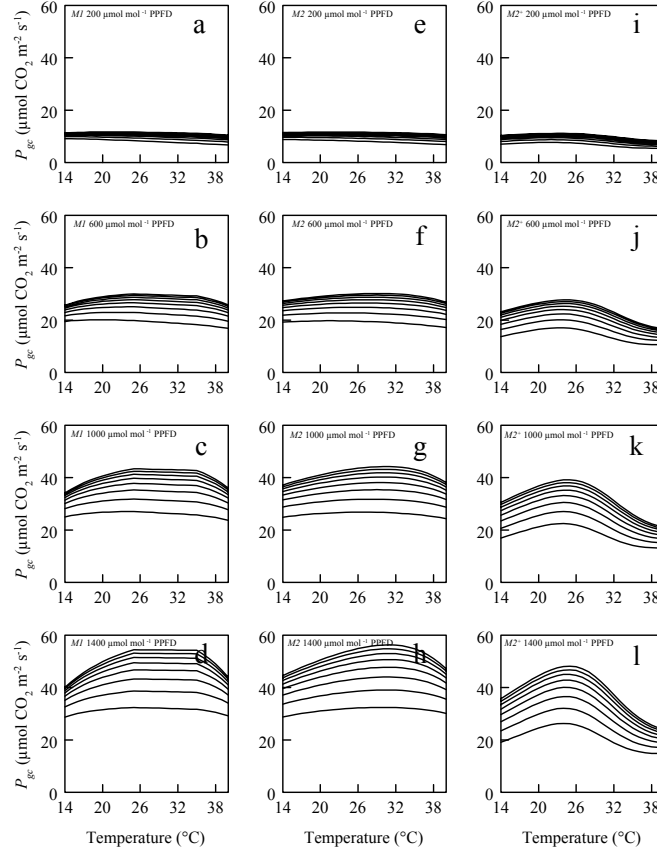 M1 200 µmol mol⁻¹ PPFD
a
M2 200 µmol mol⁻¹ PPFD
e
M2⁺ 200 µmol mol⁻¹ PPFD
i
P_gc (µmol CO₂ m⁻² s⁻¹)
60
40
20
0
14 20 26 32 38
60
40
20
0
14 20 26 32 38
60
40
20
0
14 20 26 32 38
M1 600 µmol mol⁻¹ PPFD
b
M2 600 µmol mol⁻¹ PPFD
f
M2⁺ 600 µmol mol⁻¹ PPFD
j
P_gc (µmol CO₂ m⁻² s⁻¹)
60
40
20
0
14 20 26 32 38
60
40
20
0
14 20 26 32 38
60
40
20
0
14 20 26 32 38
M1 1000 µmol mol⁻¹ PPFD
c
M2 1000 µmol mol⁻¹ PPFD
g
M2⁺ 1000 µmol mol⁻¹ PPFD
k
P_gc (µmol CO₂ m⁻² s⁻¹)
60
40
20
0
14 20 26 32 38
60
40
20
0
14 20 26 32 38
60
40
20
0
14 20 26 32 38
M1 1400 µmol mol⁻¹ PPFD
d
M2 1400 µmol mol⁻¹ PPFD
h
M2⁺ 1400 µmol mol⁻¹ PPFD
l
P_gc (µmol CO₂ m⁻² s⁻¹)
60
40
20
0
14 20 26 32 38
60
40
20
0
14 20 26 32 38
60
40
20
0
14 20 26 32 38
Temperature (°C)
Temperature (°C)
Temperature (°C)